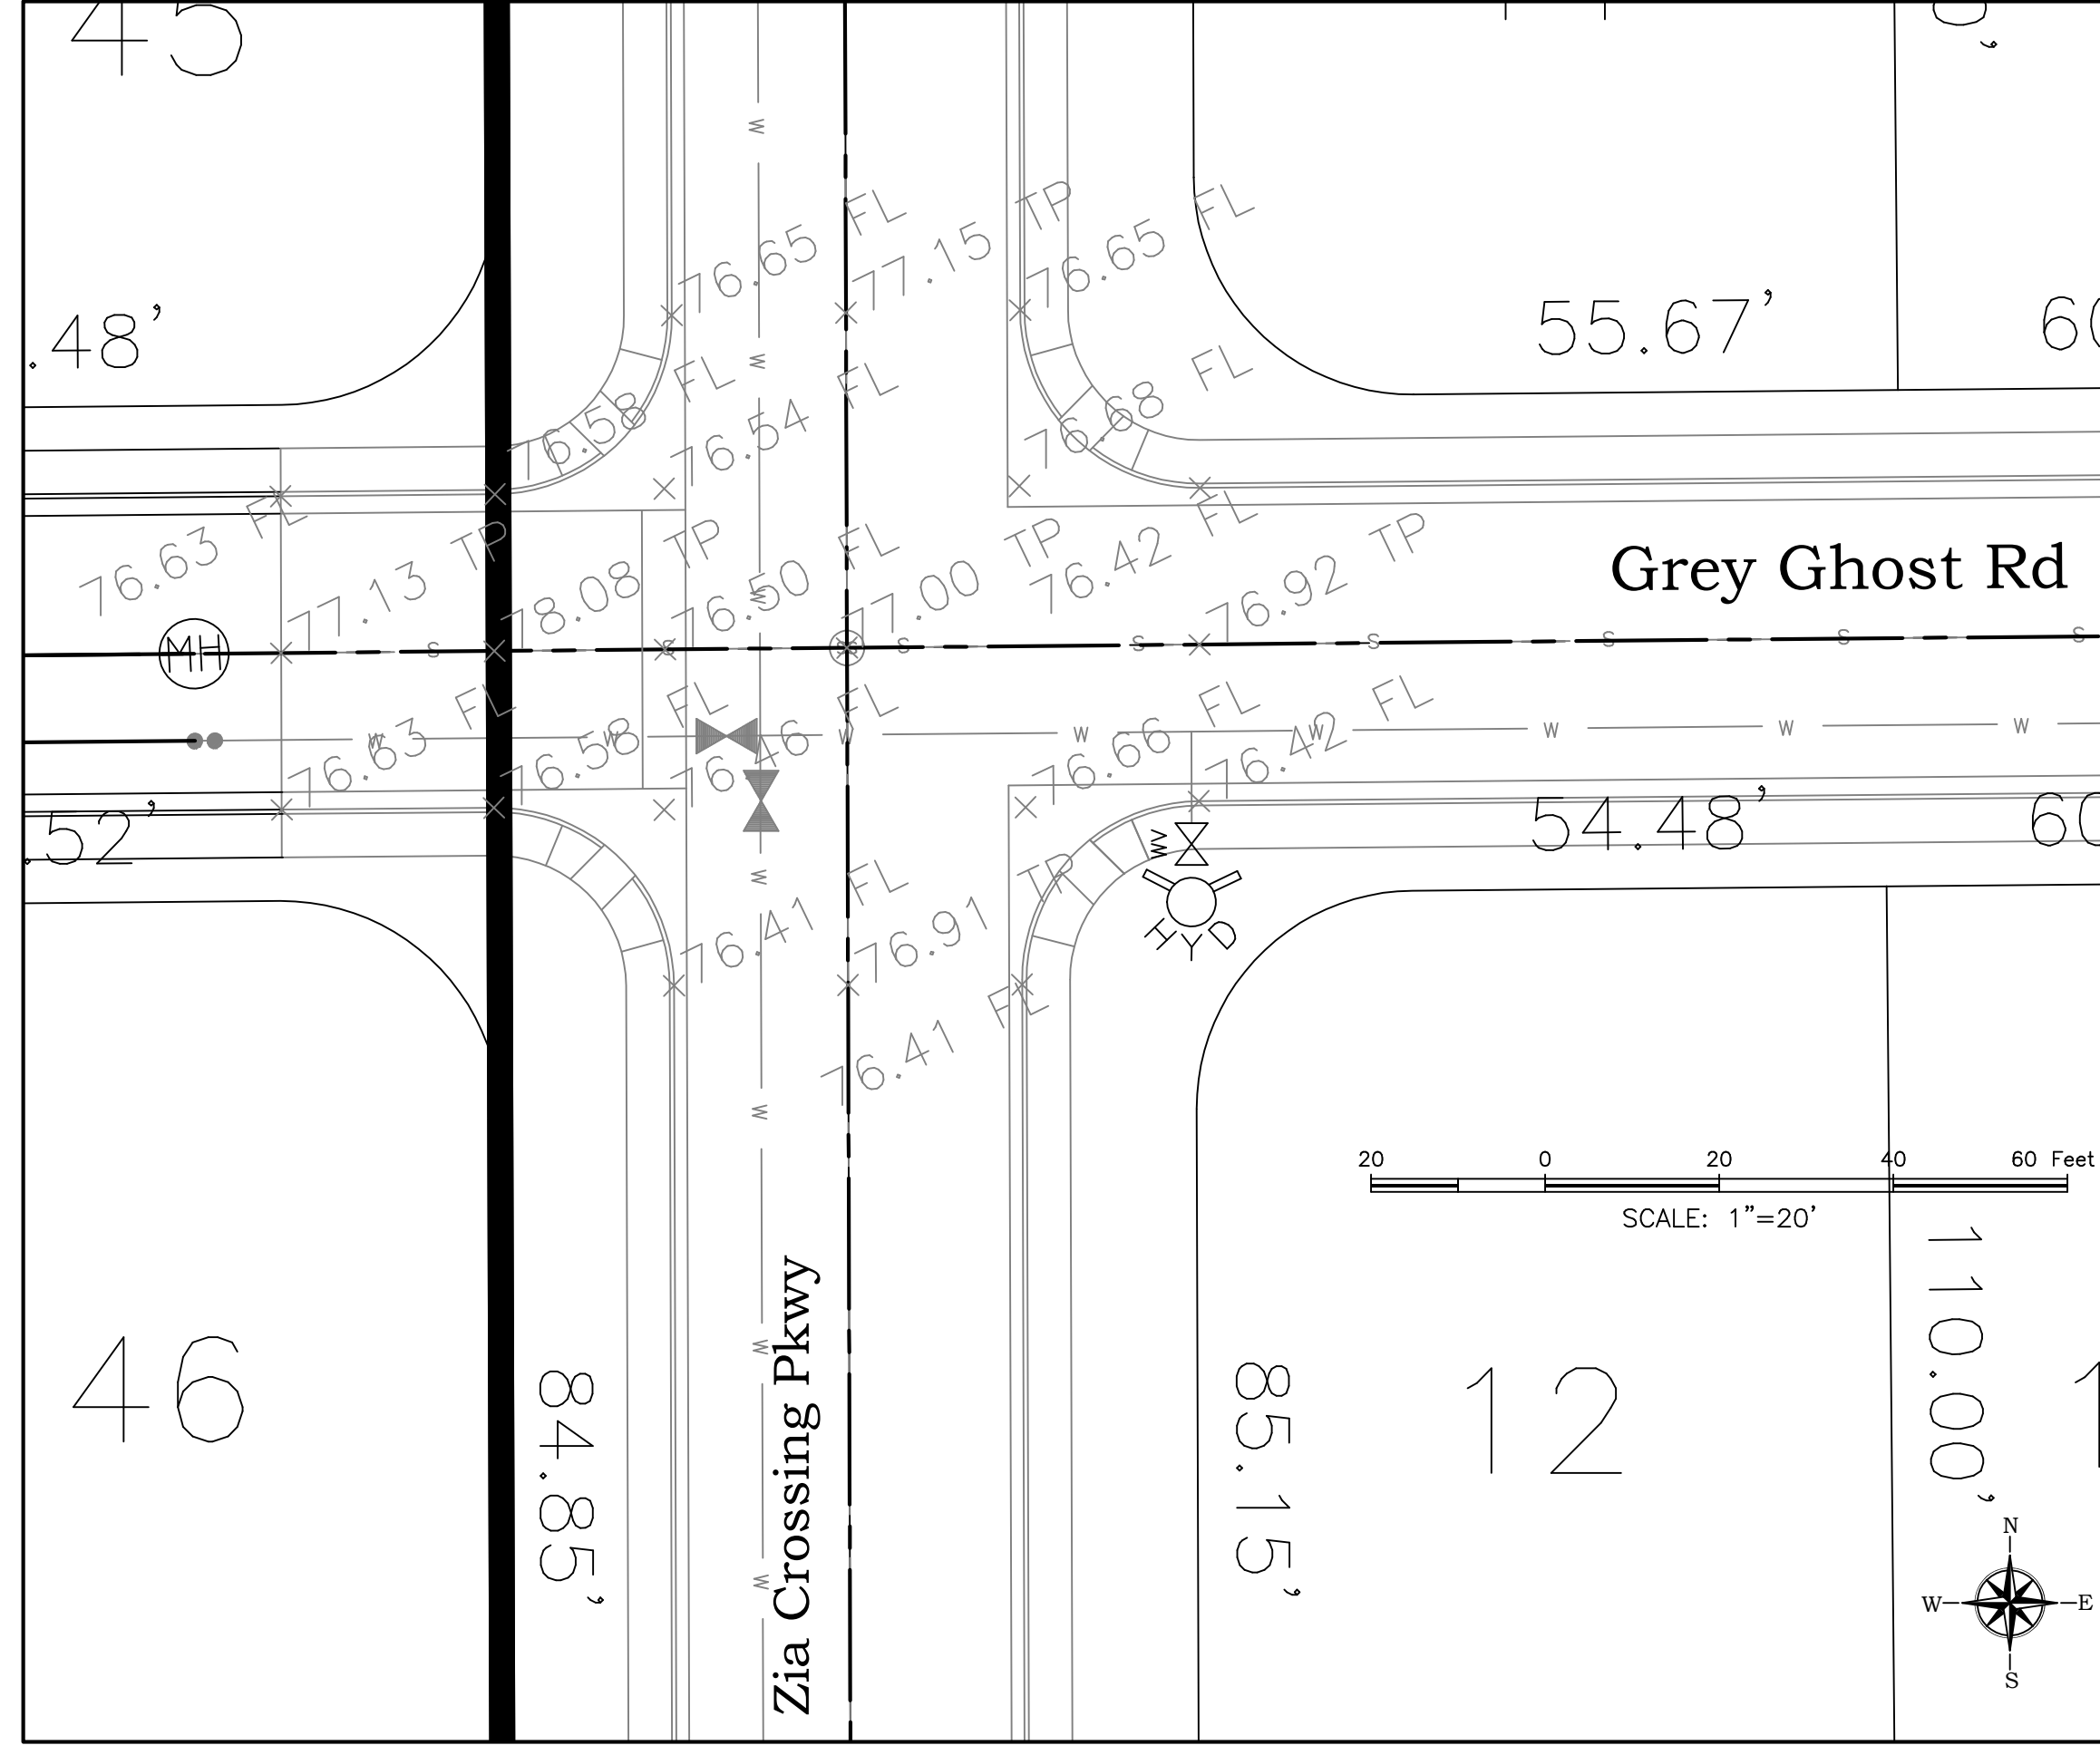 45
.48'
76.65 FL
77.15 TP
76.65 FL
55.67'
60
76.58 FL
76.54 FL
76.68 FL
76.63 FL
77.13 TP
78.08 TP
76.50 FL
77.00 TP
76.42 FL
76.92 TP
Grey Ghost Rd
MH
S S S S S S S S
W W W W W W W
W W W W W W W
76.63 FL
76.58 FL
76.46 FL
76.66 FL
76.42 FL
.52'
54.48'
60
WV
HYD
76.41 FL
76.91 TP
76.41 FL
20 0 20 40 60 Feet
SCALE: 1"=20'
Zia Crossing Pkwy
46
84.85'
85.15'
12
110.00'
1
N
W E
S